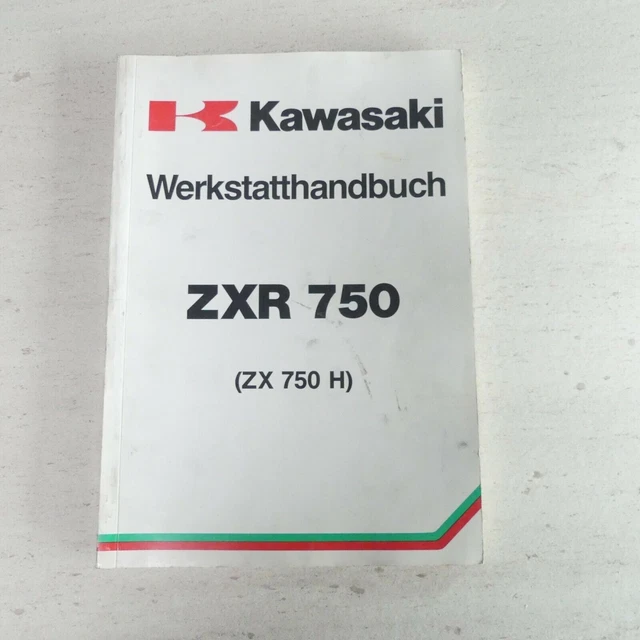 Kawasaki
Werkstatthandbuch
ZXR 750
(ZX 750 H)